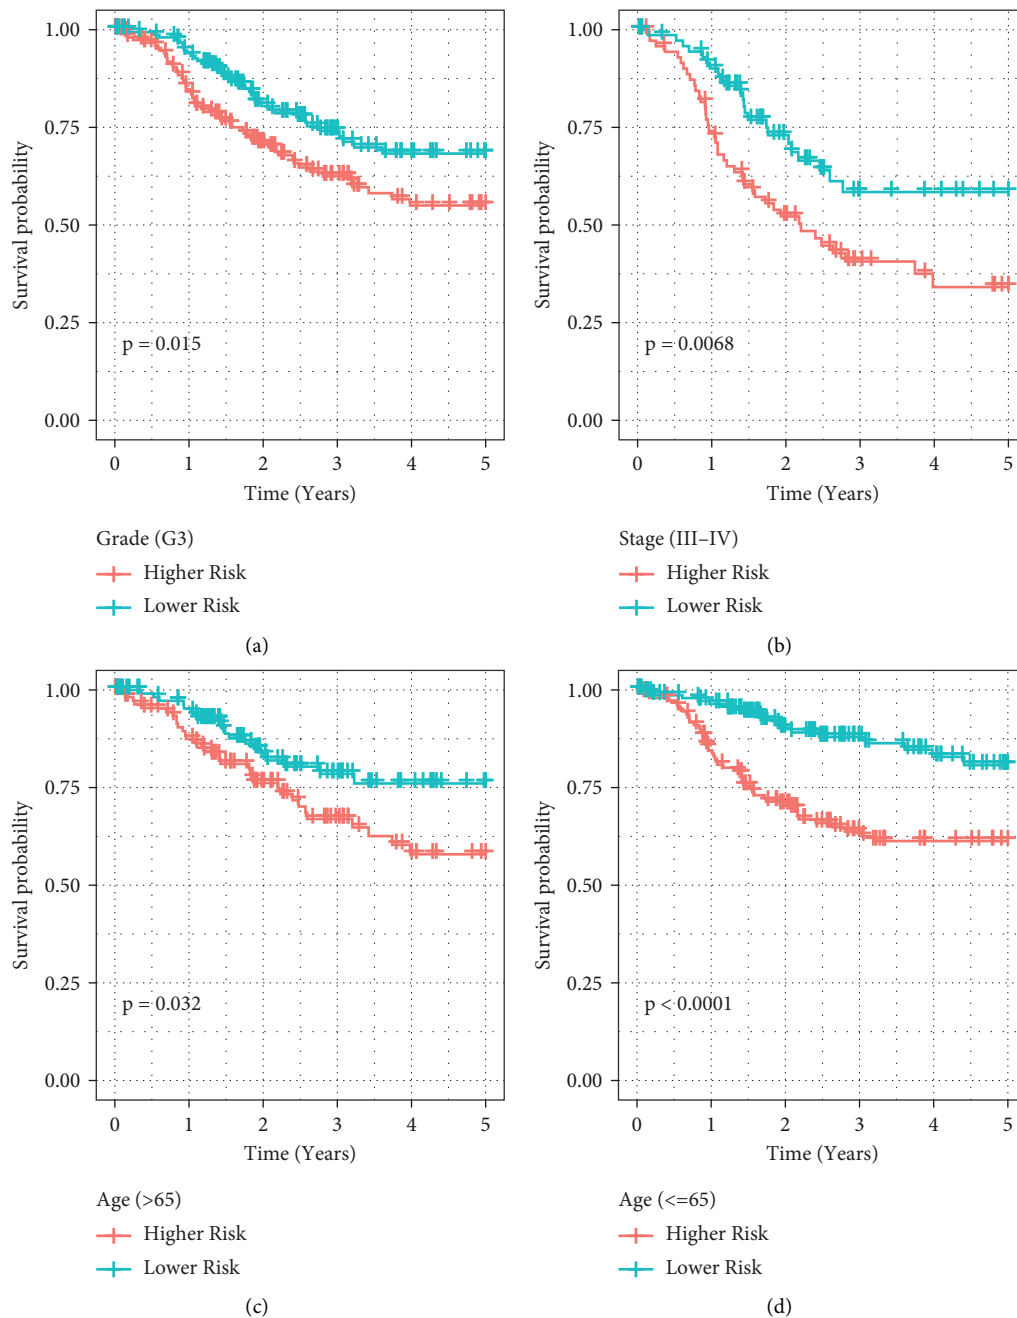 1.00
0.75
0.50
0.25
0.00
Survival probability
p = 0.015
0 1 2 3 4 5
Time (Years)
Grade (G3)
Higher Risk
Lower Risk
(a)
1.00
0.75
0.50
0.25
0.00
Survival probability
p = 0.0068
0 1 2 3 4 5
Time (Years)
Stage (III–IV)
Higher Risk
Lower Risk
(b)
1.00
0.75
0.50
0.25
0.00
Survival probability
p = 0.032
0 1 2 3 4 5
Time (Years)
Age (>65)
Higher Risk
Lower Risk
(c)
1.00
0.75
0.50
0.25
0.00
Survival probability
p < 0.0001
0 1 2 3 4 5
Time (Years)
Age (<=65)
Higher Risk
Lower Risk
(d)